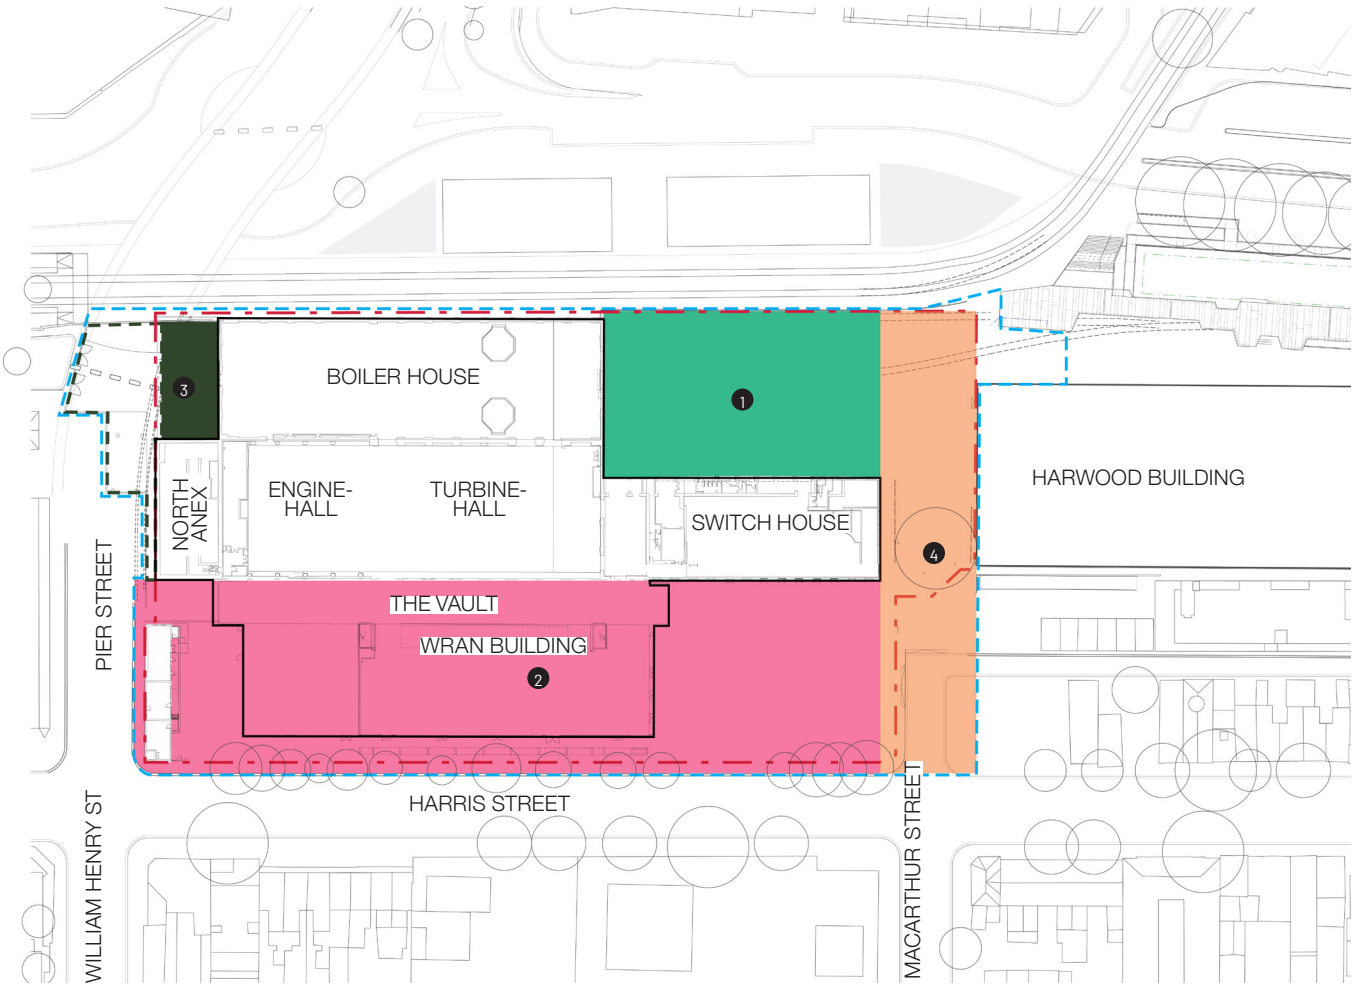 BOILER HOUSE
3
1
HARWOOD BUILDING
NORTH
ANEX
ENGINE-
HALL
TURBINE-
HALL
SWITCH HOUSE
4
PIER STREET
THE VAULT
WRAN BUILDING
2
HARRIS STREET
WILLIAM HENRY ST
MACARTHUR STREET